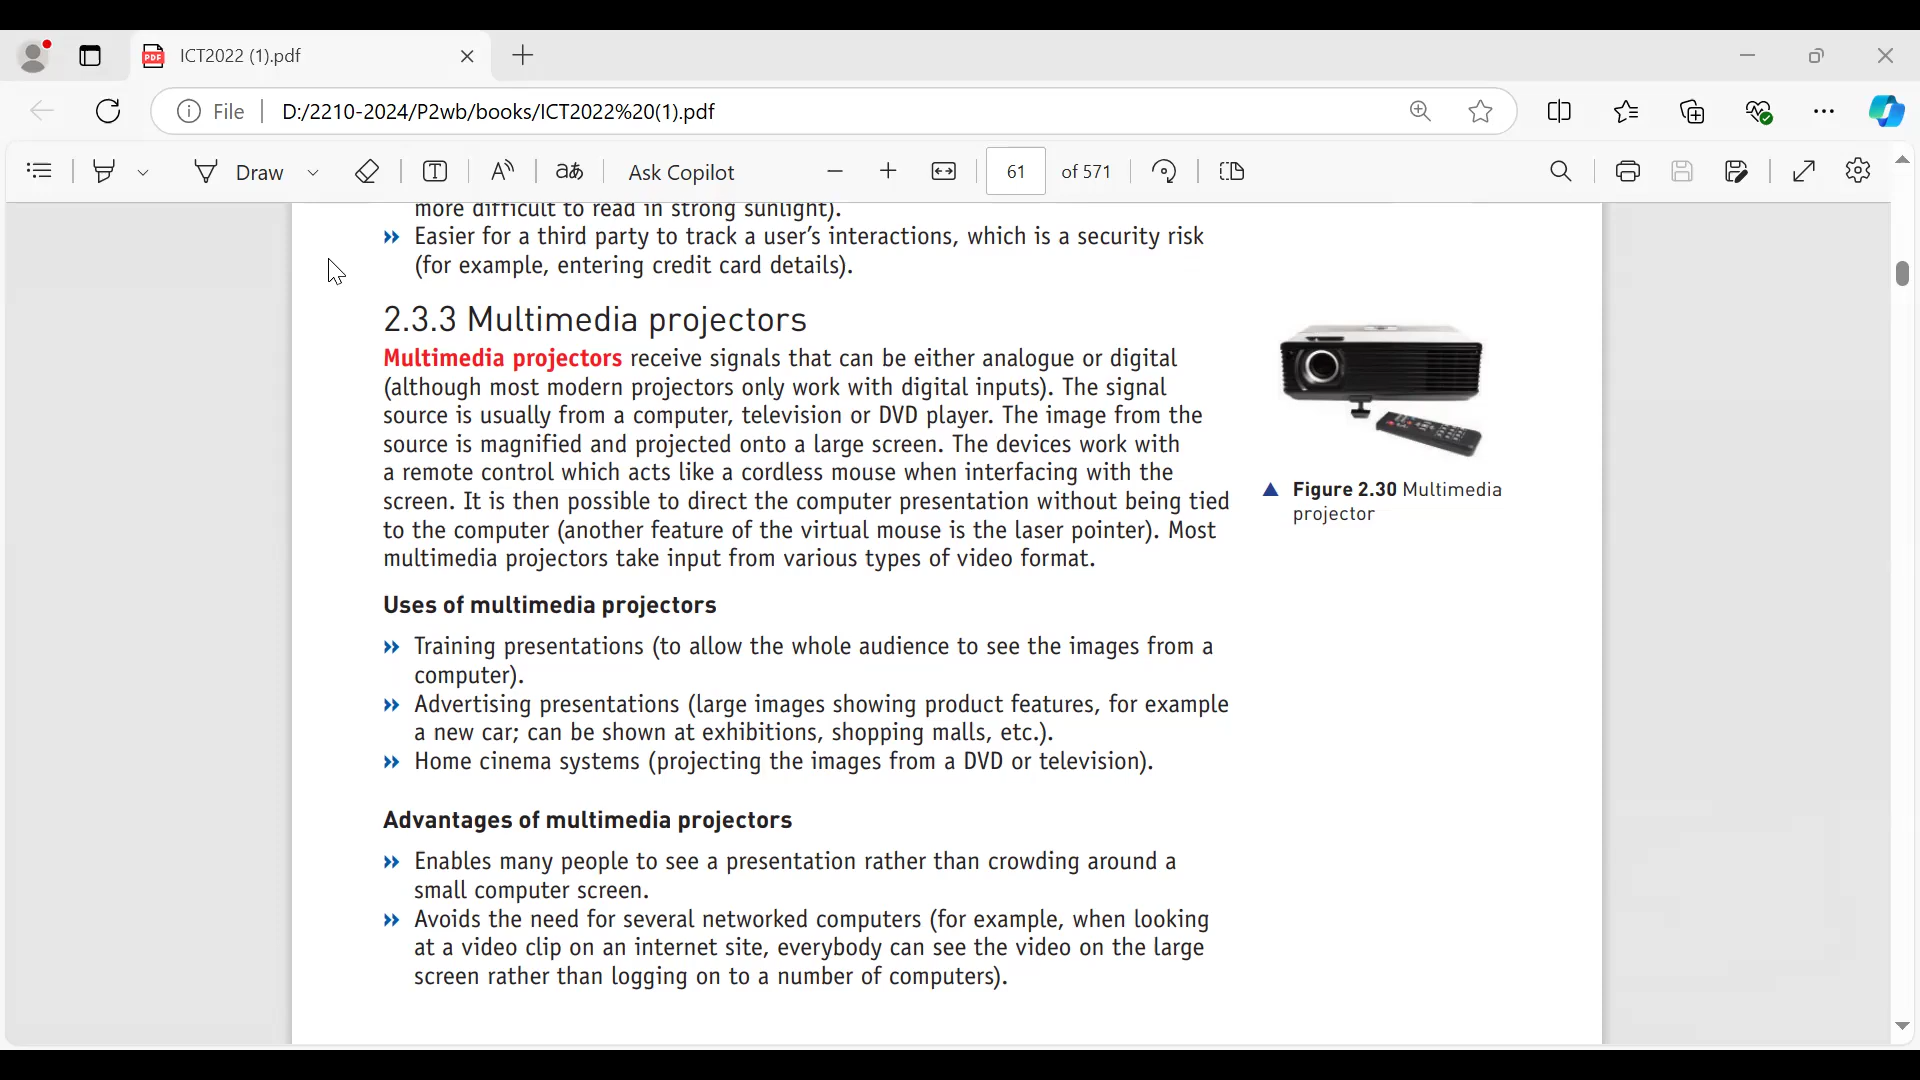 ICT2022 (1).pdf
File
D:/2210-2024/P2wb/books/ICT2022%20(1).pdf
Draw
aあ
Ask Copilot
61 of 571
more difficult to read in strong sunlight).
» Easier for a third party to track a user's interactions, which is a security risk
(for example, entering credit card details).
2.3.3 Multimedia projectors
Multimedia projectors receive signals that can be either analogue or digital
(although most modern projectors only work with digital inputs). The signal
source is usually from a computer, television or DVD player. The image from the
source is magnified and projected onto a large screen. The devices work with
a remote control which acts like a cordless mouse when interfacing with the
screen. It is then possible to direct the computer presentation without being tied
to the computer (another feature of the virtual mouse is the laser pointer). Most
multimedia projectors take input from various types of video format.
▲ Figure 2.30 Multimedia
projector
Uses of multimedia projectors
» Training presentations (to allow the whole audience to see the images from a
computer).
» Advertising presentations (large images showing product features, for example
a new car; can be shown at exhibitions, shopping malls, etc.).
» Home cinema systems (projecting the images from a DVD or television).
Advantages of multimedia projectors
» Enables many people to see a presentation rather than crowding around a
small computer screen.
» Avoids the need for several networked computers (for example, when looking
at a video clip on an internet site, everybody can see the video on the large
screen rather than logging on to a number of computers).